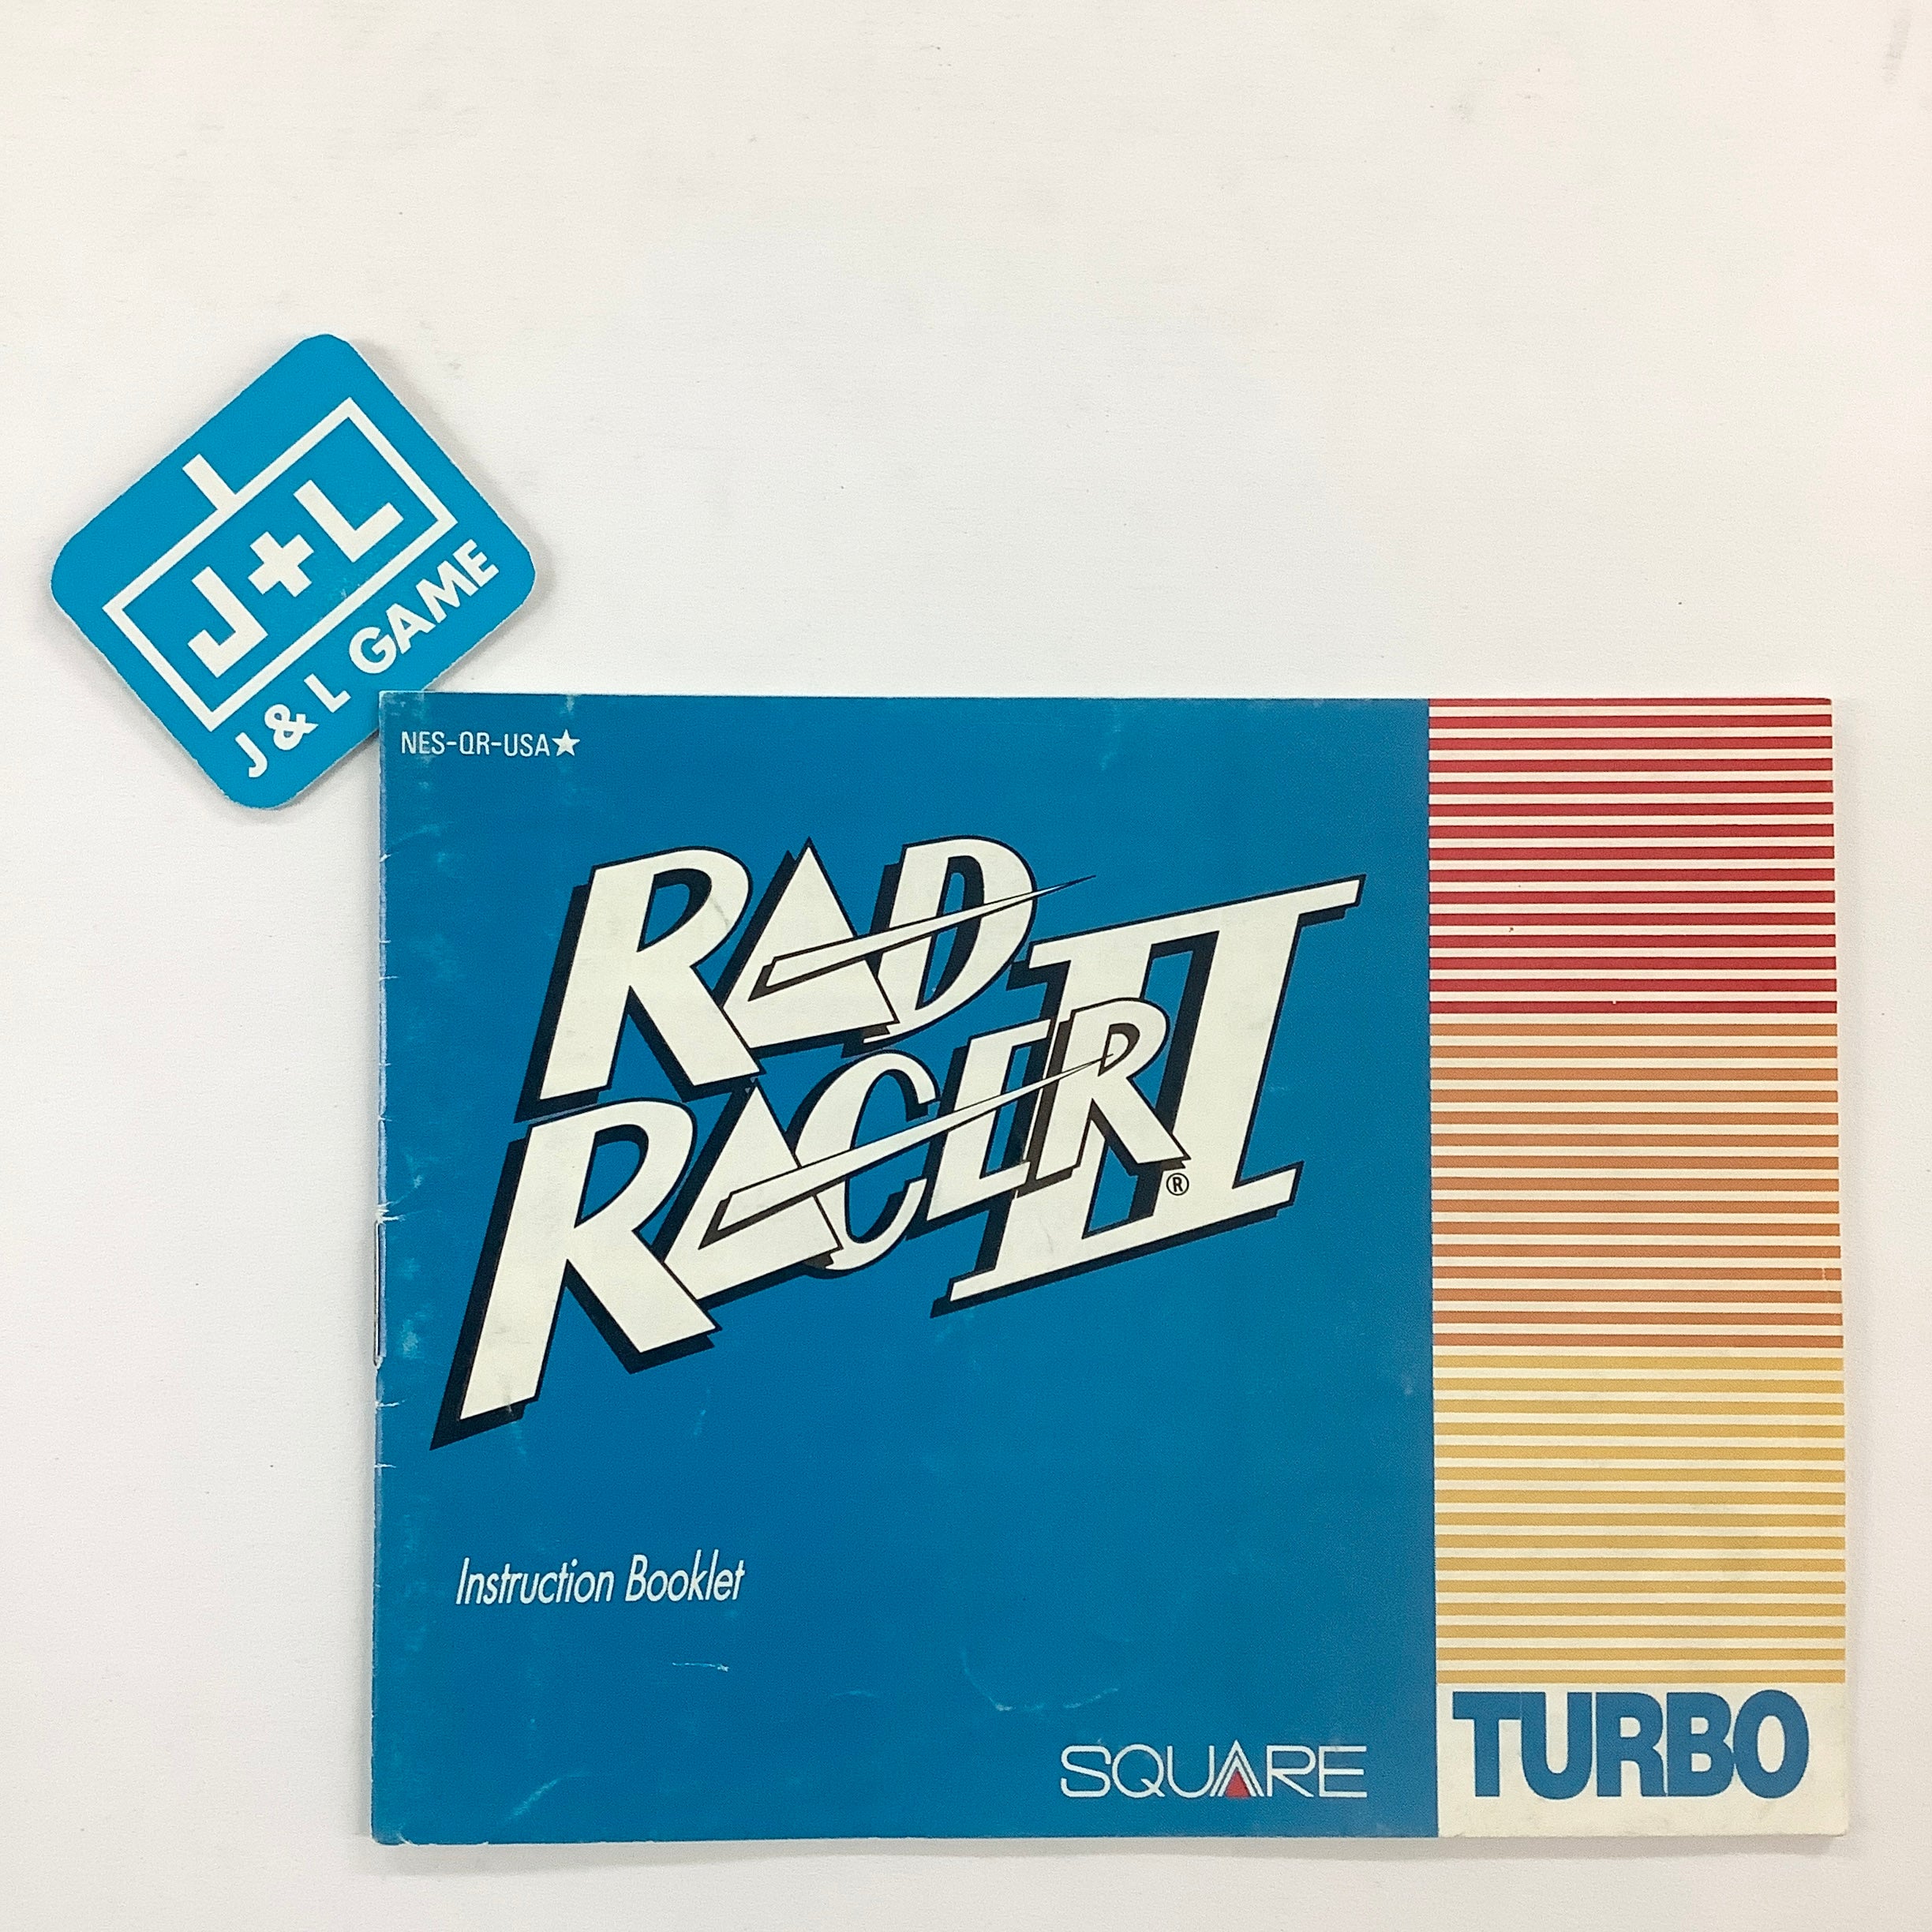 J+L
J & L GAME
NES-QR-USA★
RAD
RACER II®
Instruction Booklet
SQUARE
TURBO